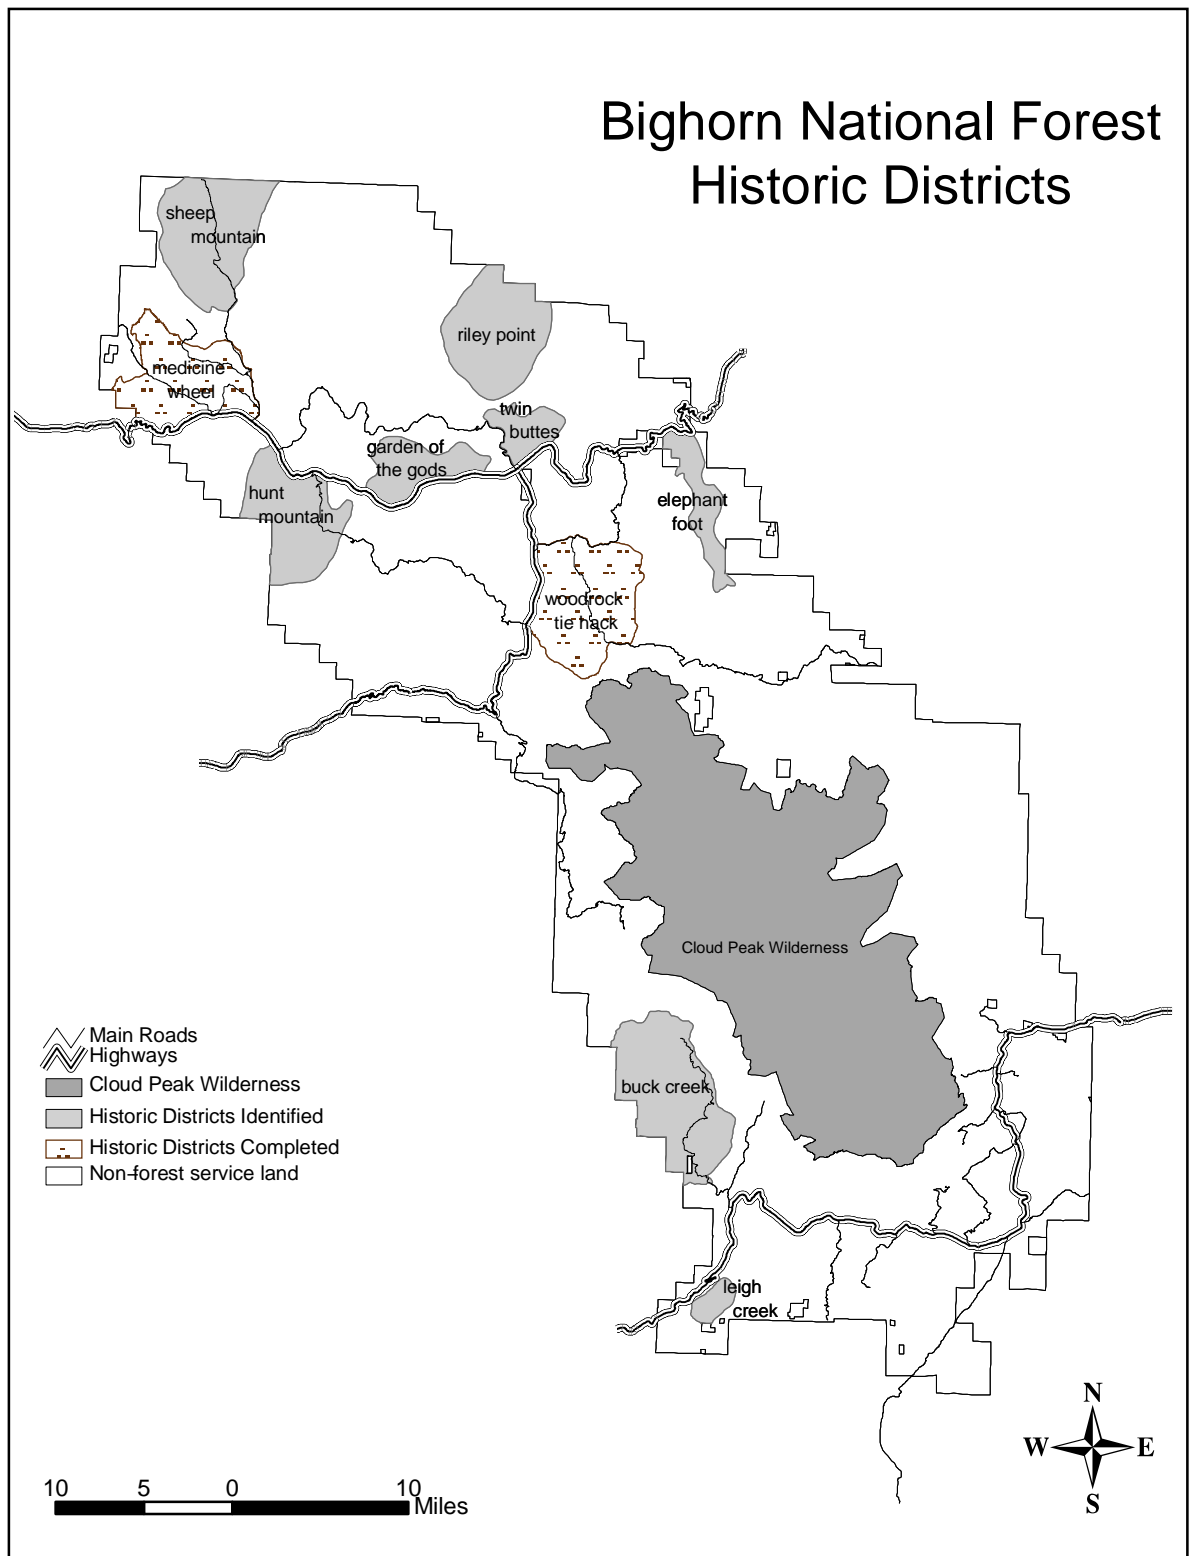 Bighorn National Forest
Historic Districts
sheep
mountain
riley point
medicine
wheel
twin
buttes
garden of
the gods
hunt
mountain
elephant
foot
woodrock
tie hack
Cloud Peak Wilderness
buck creek
leigh
creek
Main Roads
Highways
Cloud Peak Wilderness
Historic Districts Identified
Historic Districts Completed
Non-forest service land
N
W E
S
10 5 0 10
Miles